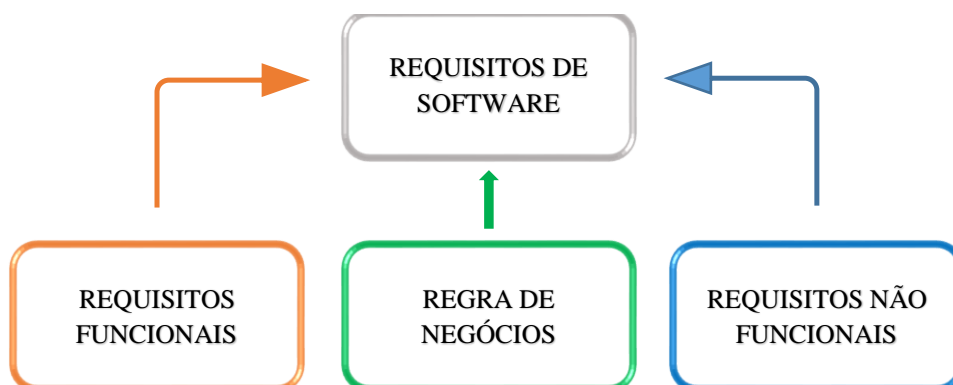 REQUISITOS DE
SOFTWARE
REQUISITOS
FUNCIONAIS
REGRA DE
NEGÓCIOS
REQUISITOS NÃO
FUNCIONAIS